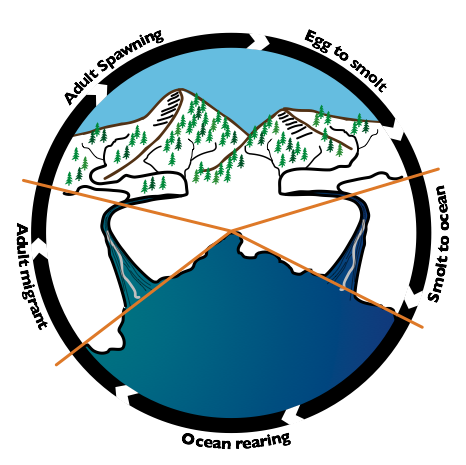 Adult Spawning
Egg to smolt
Smolt to ocean
Ocean rearing
Adult migrant